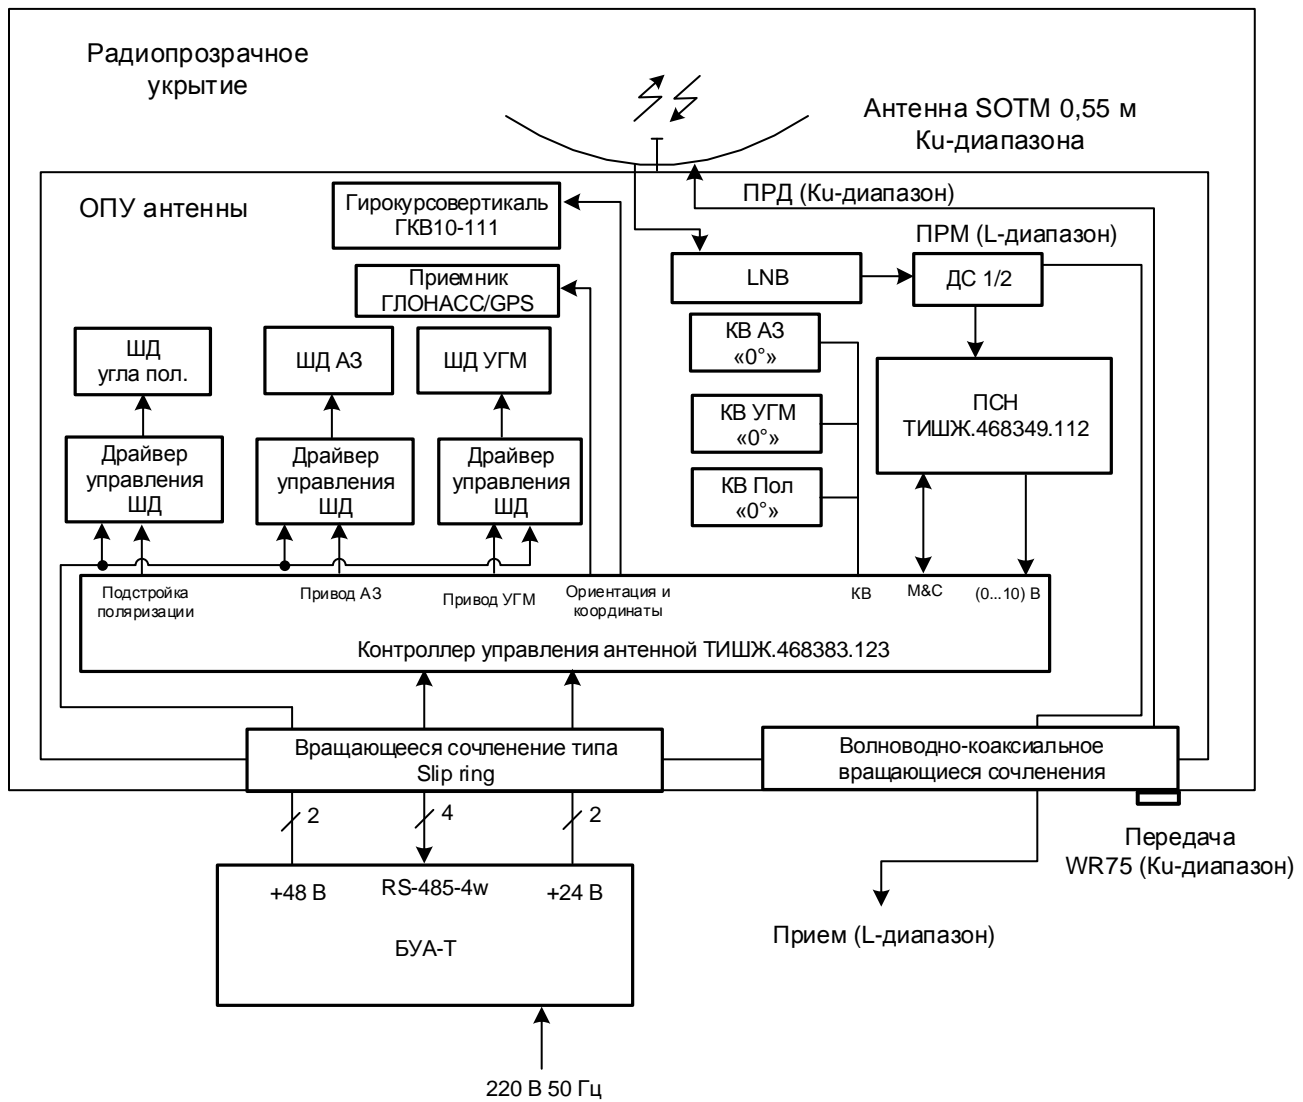 Радиопрозрачное
укрытие
Антенна SOTM 0,55 м
Ku-диапазона
ОПУ антенны
Гирокурсовертикаль
ГКВ10-111
ПРД (Ku-диапазон)
ПРМ (L-диапазон)
Приемник
ГЛОНАСС/GPS
LNB
ДС 1/2
ШД
угла пол.
ШД АЗ
ШД УГМ
КВ АЗ
«0°»
КВ УГМ
«0°»
КВ Пол
«0°»
ПСН
ТИШЖ.468349.112
Драйвер
управления
ШД
Драйвер
управления
ШД
Драйвер
управления
ШД
Подстройка
поляризации
Привод АЗ
Привод УГМ
Ориентация и
координаты
КВ
M&C
(0...10) В
Контроллер управления антенной ТИШЖ.468383.123
Вращающееся сочленение типа
Slip ring
Волноводно-коаксиальное
вращающиеся сочленения
2
4
2
Передача
WR75 (Ku-диапазон)
+48 В
RS-485-4w
+24 В
БУА-Т
Прием (L-диапазон)
220 В 50 Гц